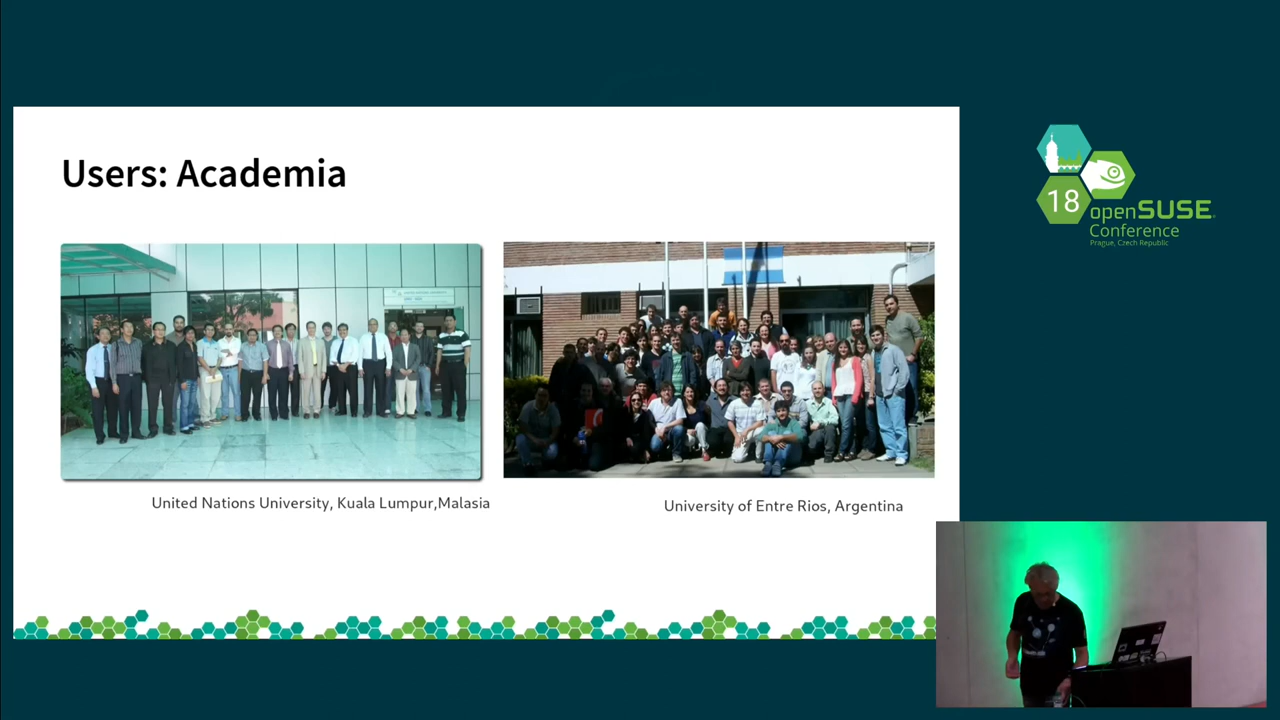 Users: Academia
United Nations University, Kuala Lumpur,Malasia
University of Entre Rios, Argentina
18
openSUSE
Conference
Prague, Czech Republic